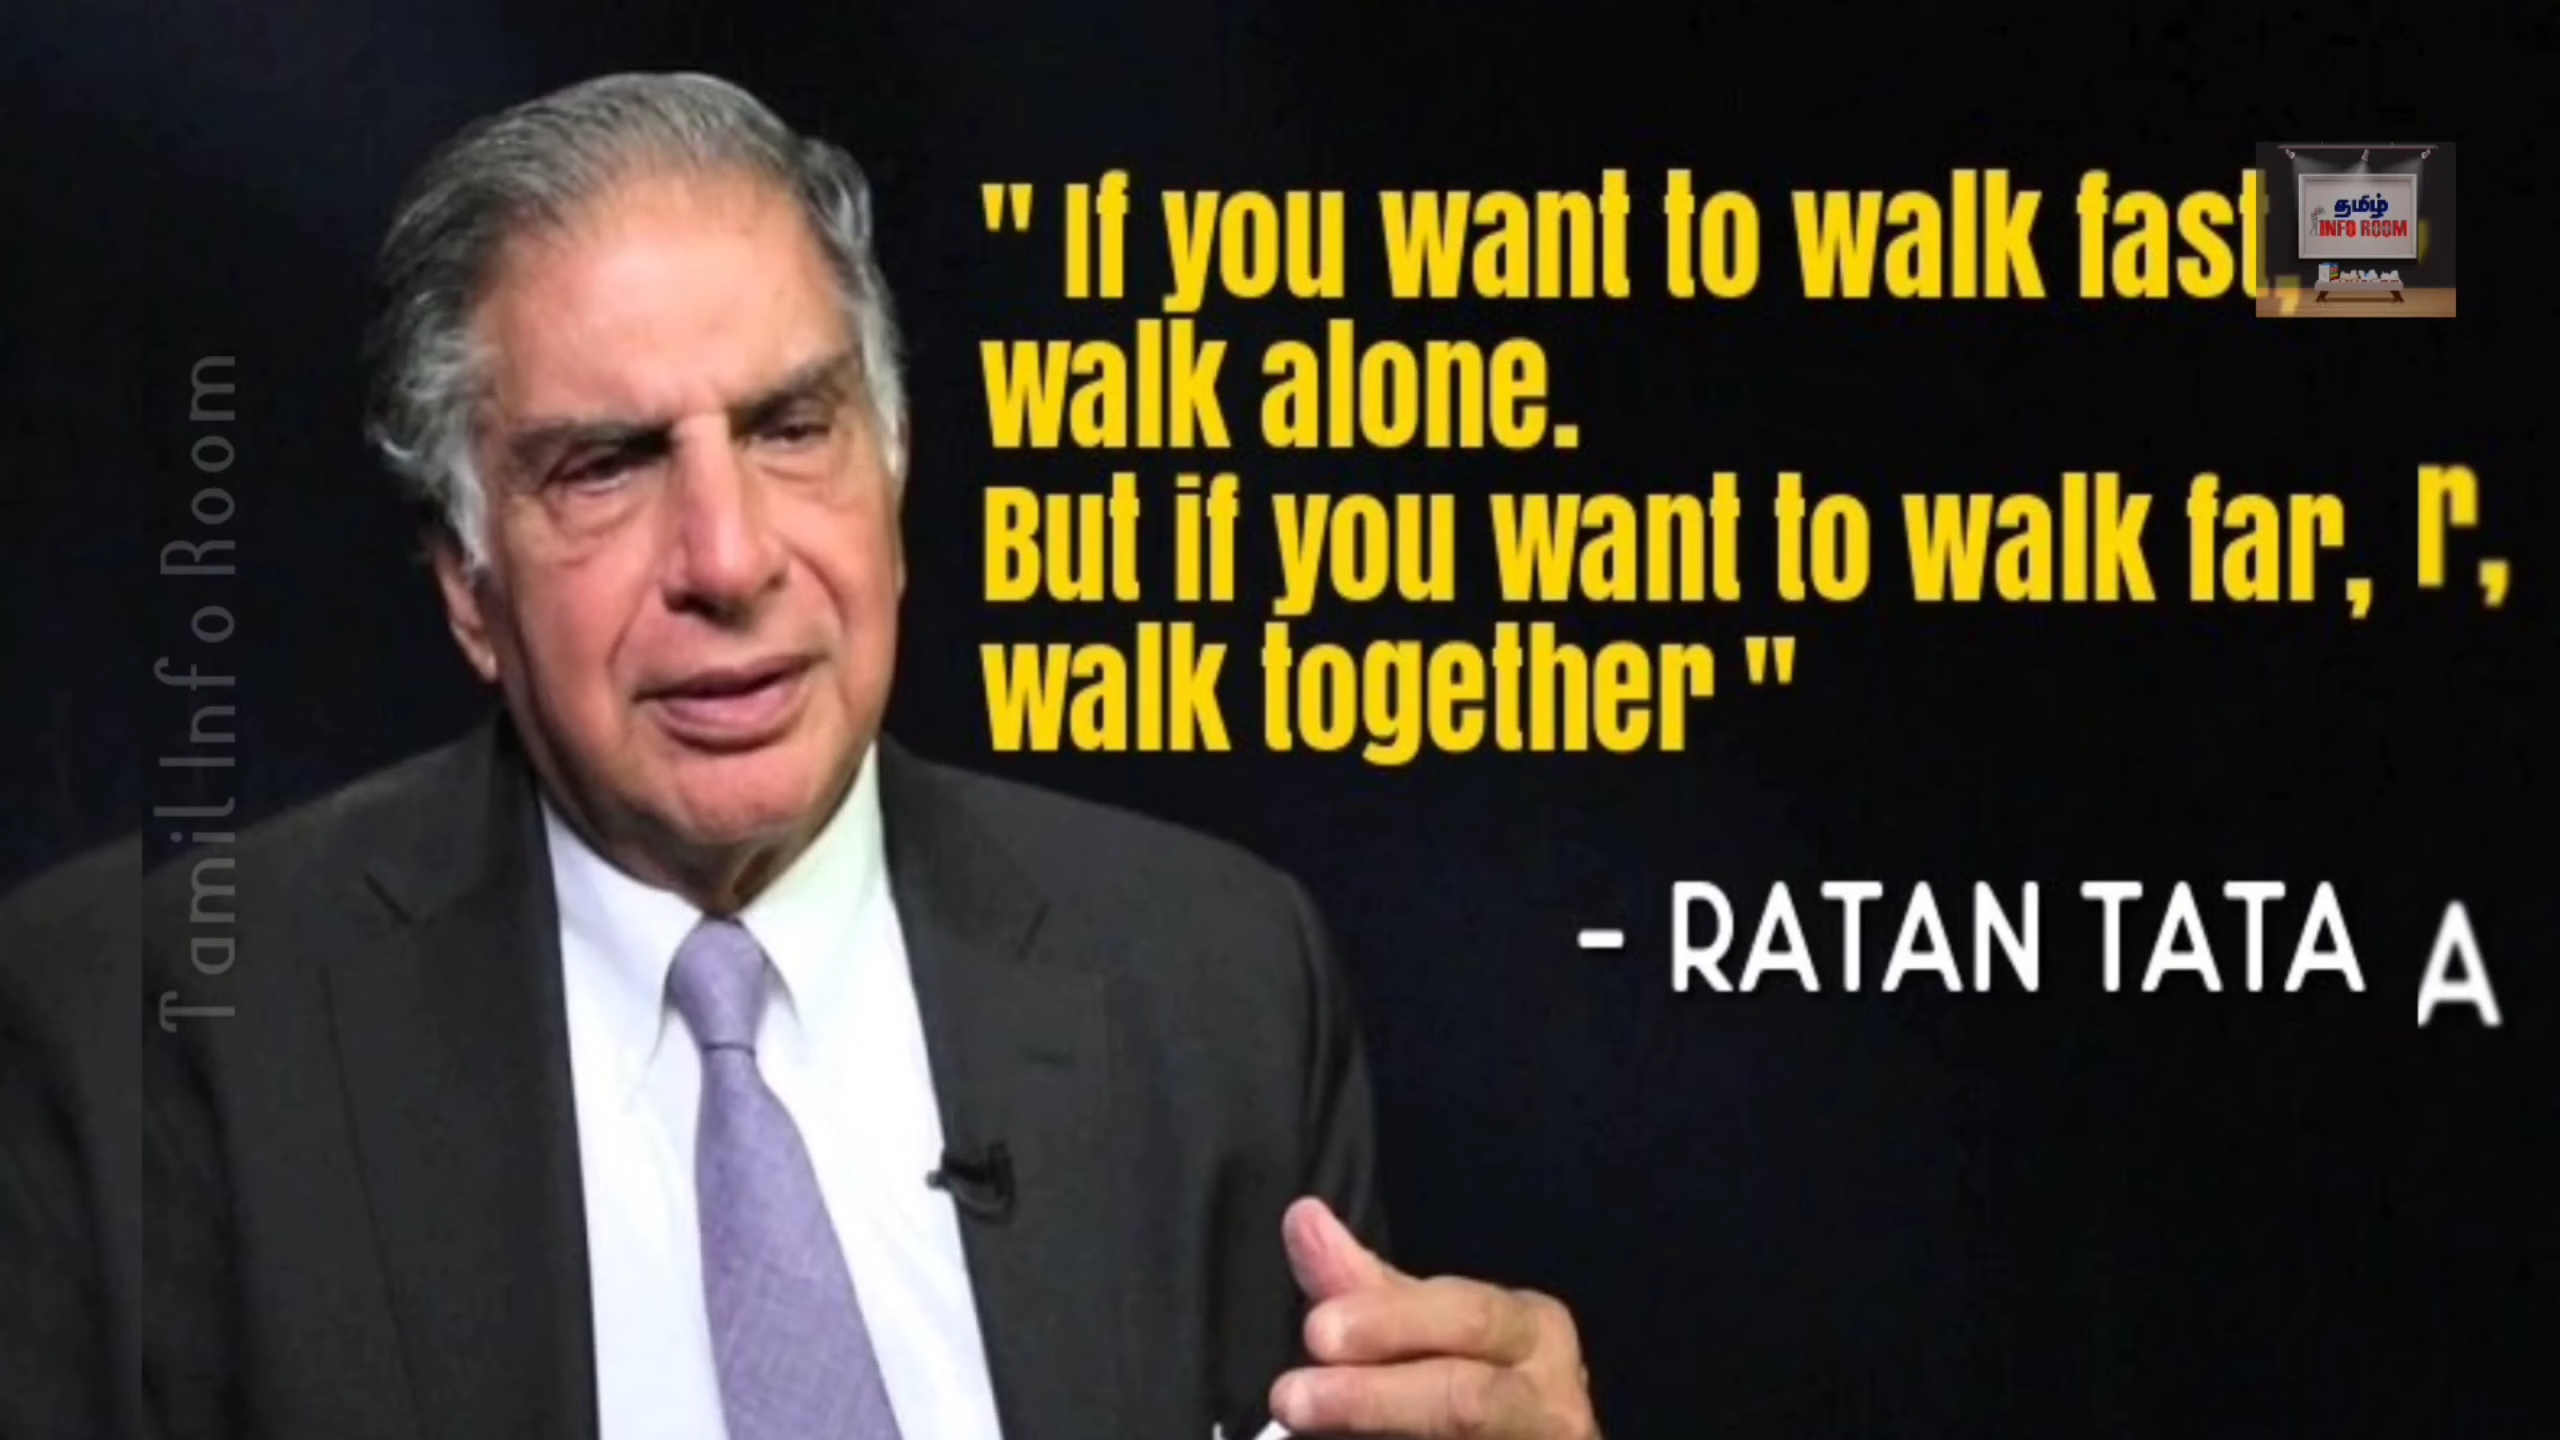 " If you want to walk fast,
walk alone.
But if you want to walk far, r,
walk together "
- RATAN TATA A
Tamil Info Room
தமிழ்
INFO ROOM